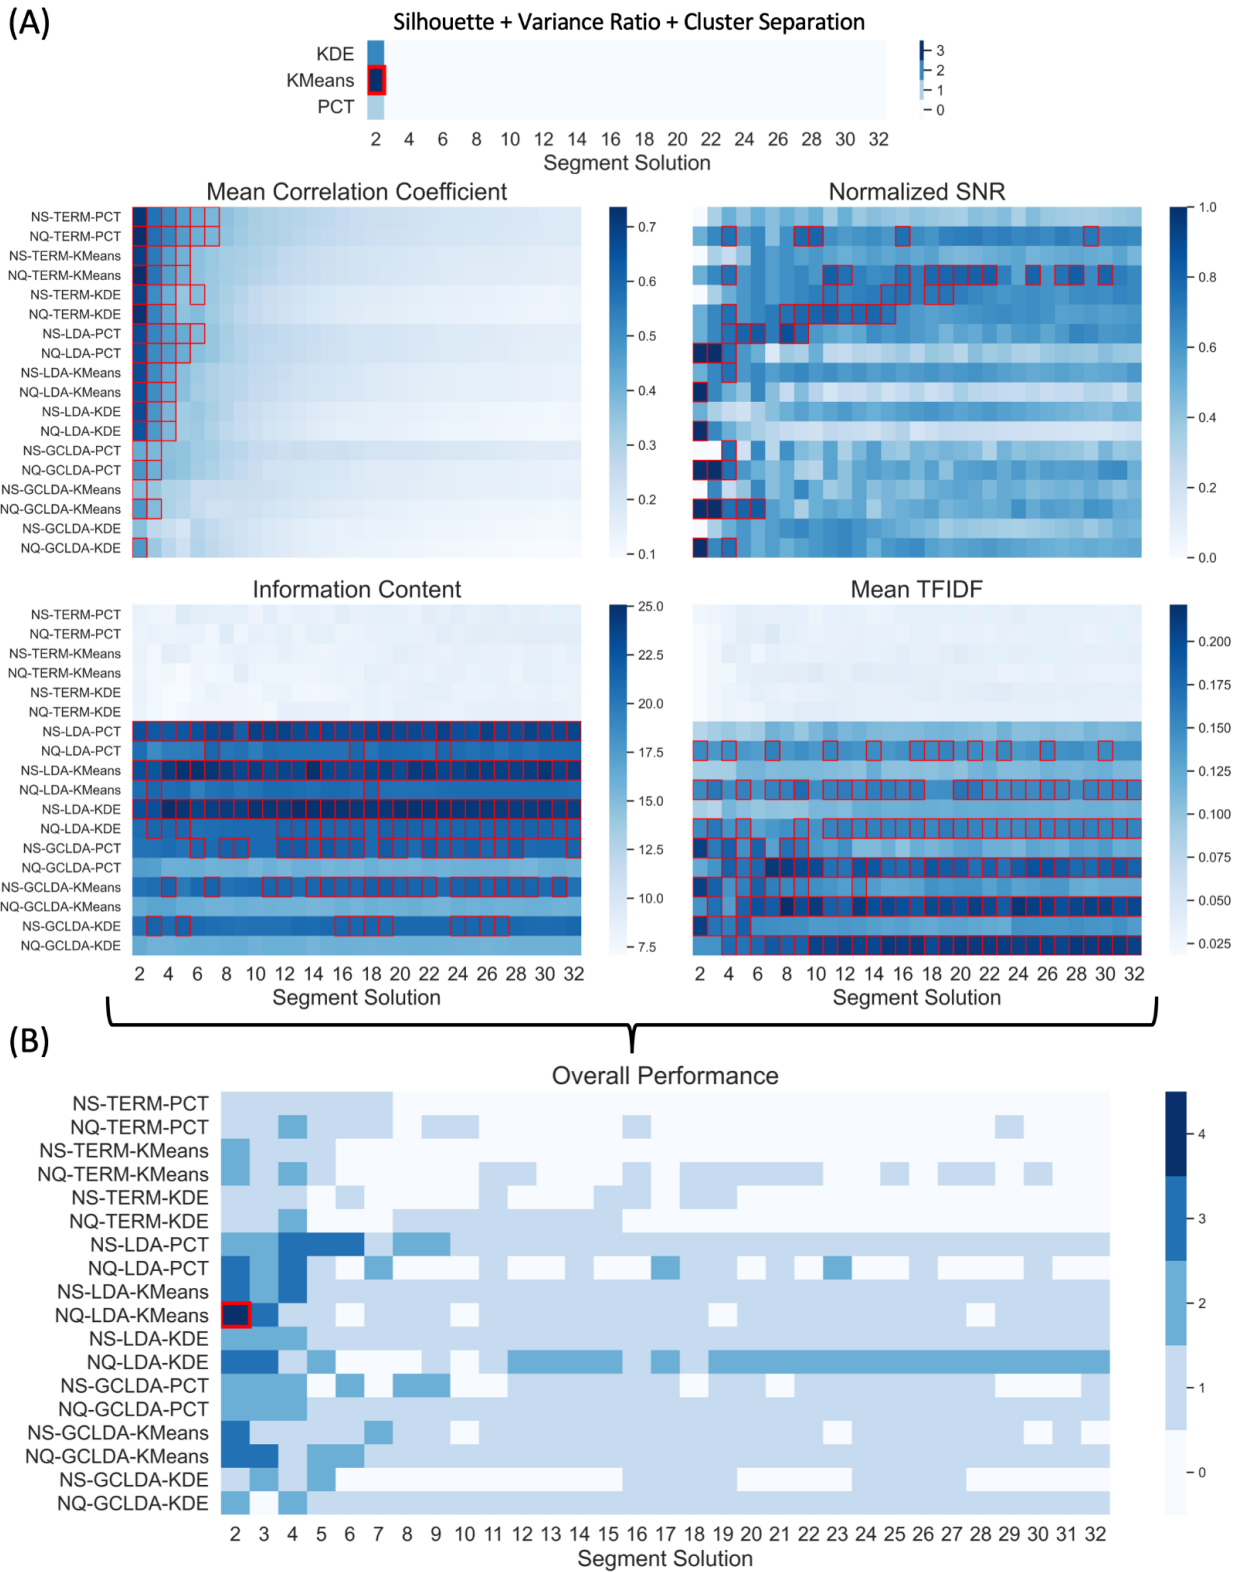 (A)
Silhouette + Variance Ratio + Cluster Separation
KDE
KMeans
PCT
3
2
1
0
2 4 6 8 10 12 14 16 18 20 22 24 26 28 30 32
Segment Solution
Mean Correlation Coefficient
NS-TERM-PCT
NQ-TERM-PCT
NS-TERM-KMeans
NQ-TERM-KMeans
NS-TERM-KDE
NQ-TERM-KDE
NS-LDA-PCT
NQ-LDA-PCT
NS-LDA-KMeans
NQ-LDA-KMeans
NS-LDA-KDE
NQ-LDA-KDE
NS-GCLDA-PCT
NQ-GCLDA-PCT
NS-GCLDA-KMeans
NQ-GCLDA-KMeans
NS-GCLDA-KDE
NQ-GCLDA-KDE
0.7
0.6
0.5
0.4
0.3
0.2
0.1
Normalized SNR
1.0
0.8
0.6
0.4
0.2
0.0
Information Content
NS-TERM-PCT
NQ-TERM-PCT
NS-TERM-KMeans
NQ-TERM-KMeans
NS-TERM-KDE
NQ-TERM-KDE
NS-LDA-PCT
NQ-LDA-PCT
NS-LDA-KMeans
NQ-LDA-KMeans
NS-LDA-KDE
NQ-LDA-KDE
NS-GCLDA-PCT
NQ-GCLDA-PCT
NS-GCLDA-KMeans
NQ-GCLDA-KMeans
NS-GCLDA-KDE
NQ-GCLDA-KDE
25.0
22.5
20.0
17.5
15.0
12.5
10.0
7.5
2 4 6 8 10 12 14 16 18 20 22 24 26 28 30 32
Segment Solution
Mean TFIDF
0.200
0.175
0.150
0.125
0.100
0.075
0.050
0.025
2 4 6 8 10 12 14 16 18 20 22 24 26 28 30 32
Segment Solution
(B)
Overall Performance
NS-TERM-PCT
NQ-TERM-PCT
NS-TERM-KMeans
NQ-TERM-KMeans
NS-TERM-KDE
NQ-TERM-KDE
NS-LDA-PCT
NQ-LDA-PCT
NS-LDA-KMeans
NQ-LDA-KMeans
NS-LDA-KDE
NQ-LDA-KDE
NS-GCLDA-PCT
NQ-GCLDA-PCT
NS-GCLDA-KMeans
NQ-GCLDA-KMeans
NS-GCLDA-KDE
NQ-GCLDA-KDE
4
3
2
1
0
2 3 4 5 6 7 8 9 10 11 12 13 14 15 16 17 18 19 20 21 22 23 24 25 26 27 28 29 30 31 32
Segment Solution